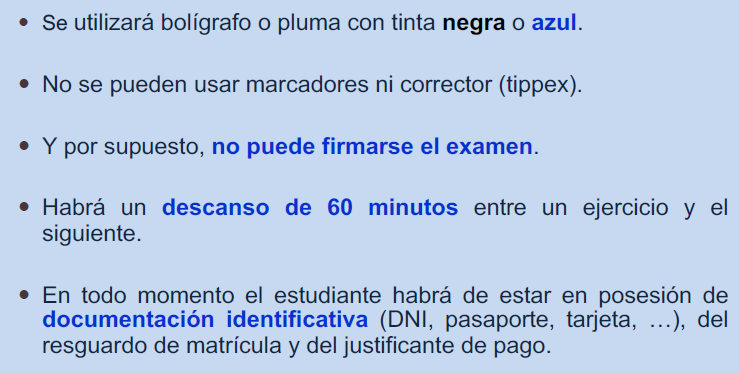 • Se utilizará bolígrafo o pluma con tinta negra o azul.
• No se pueden usar marcadores ni corrector (tippex).
• Y por supuesto, no puede firmarse el examen.
• Habrá un descanso de 60 minutos entre un ejercicio y el
siguiente.
• En todo momento el estudiante habrá de estar en posesión de
documentación identificativa (DNI, pasaporte, tarjeta, …), del
resguardo de matrícula y del justificante de pago.